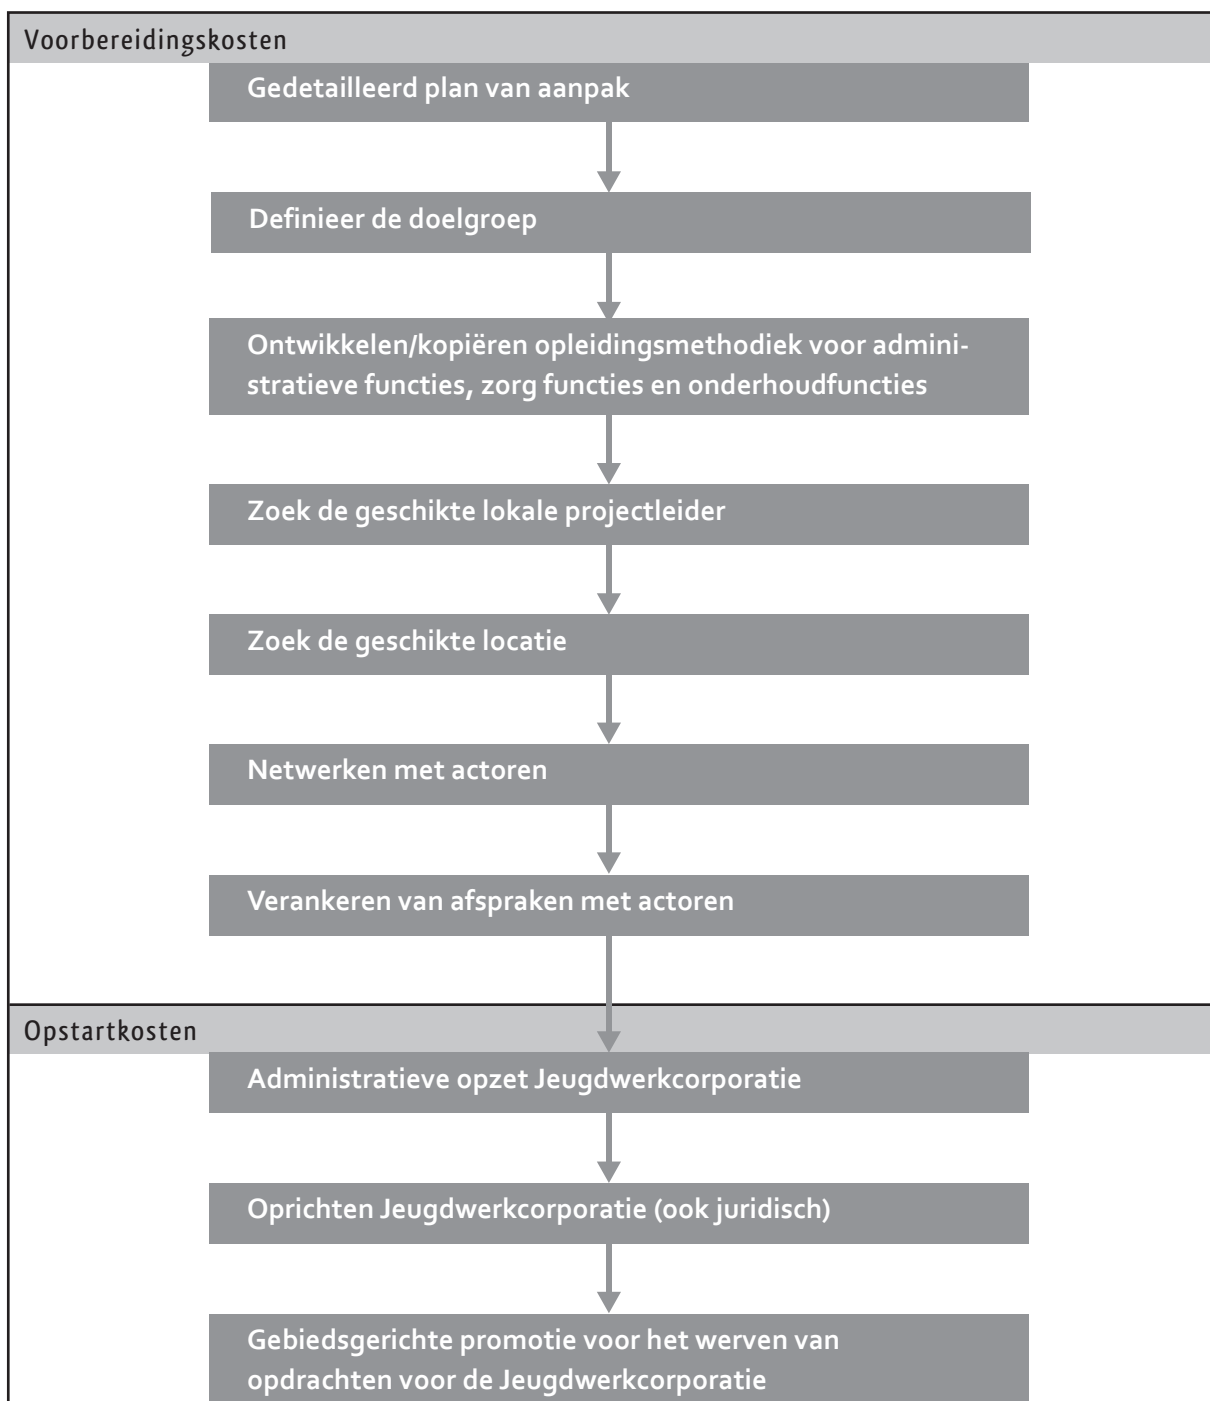 Voorbereidingskosten
Gedetailleerd plan van aanpak
Definieer de doelgroep
Ontwikkelen/kopiëren opleidingsmethodiek voor admini-
stratieve functies, zorg functies en onderhoudfuncties
Zoek de geschikte lokale projectleider
Zoek de geschikte locatie
Netwerken met actoren
Verankeren van afspraken met actoren
Opstartkosten
Administratieve opzet Jeugdwerkcorporatie
Oprichten Jeugdwerkcorporatie (ook juridisch)
Gebiedsgerichte promotie voor het werven van
opdrachten voor de Jeugdwerkcorporatie